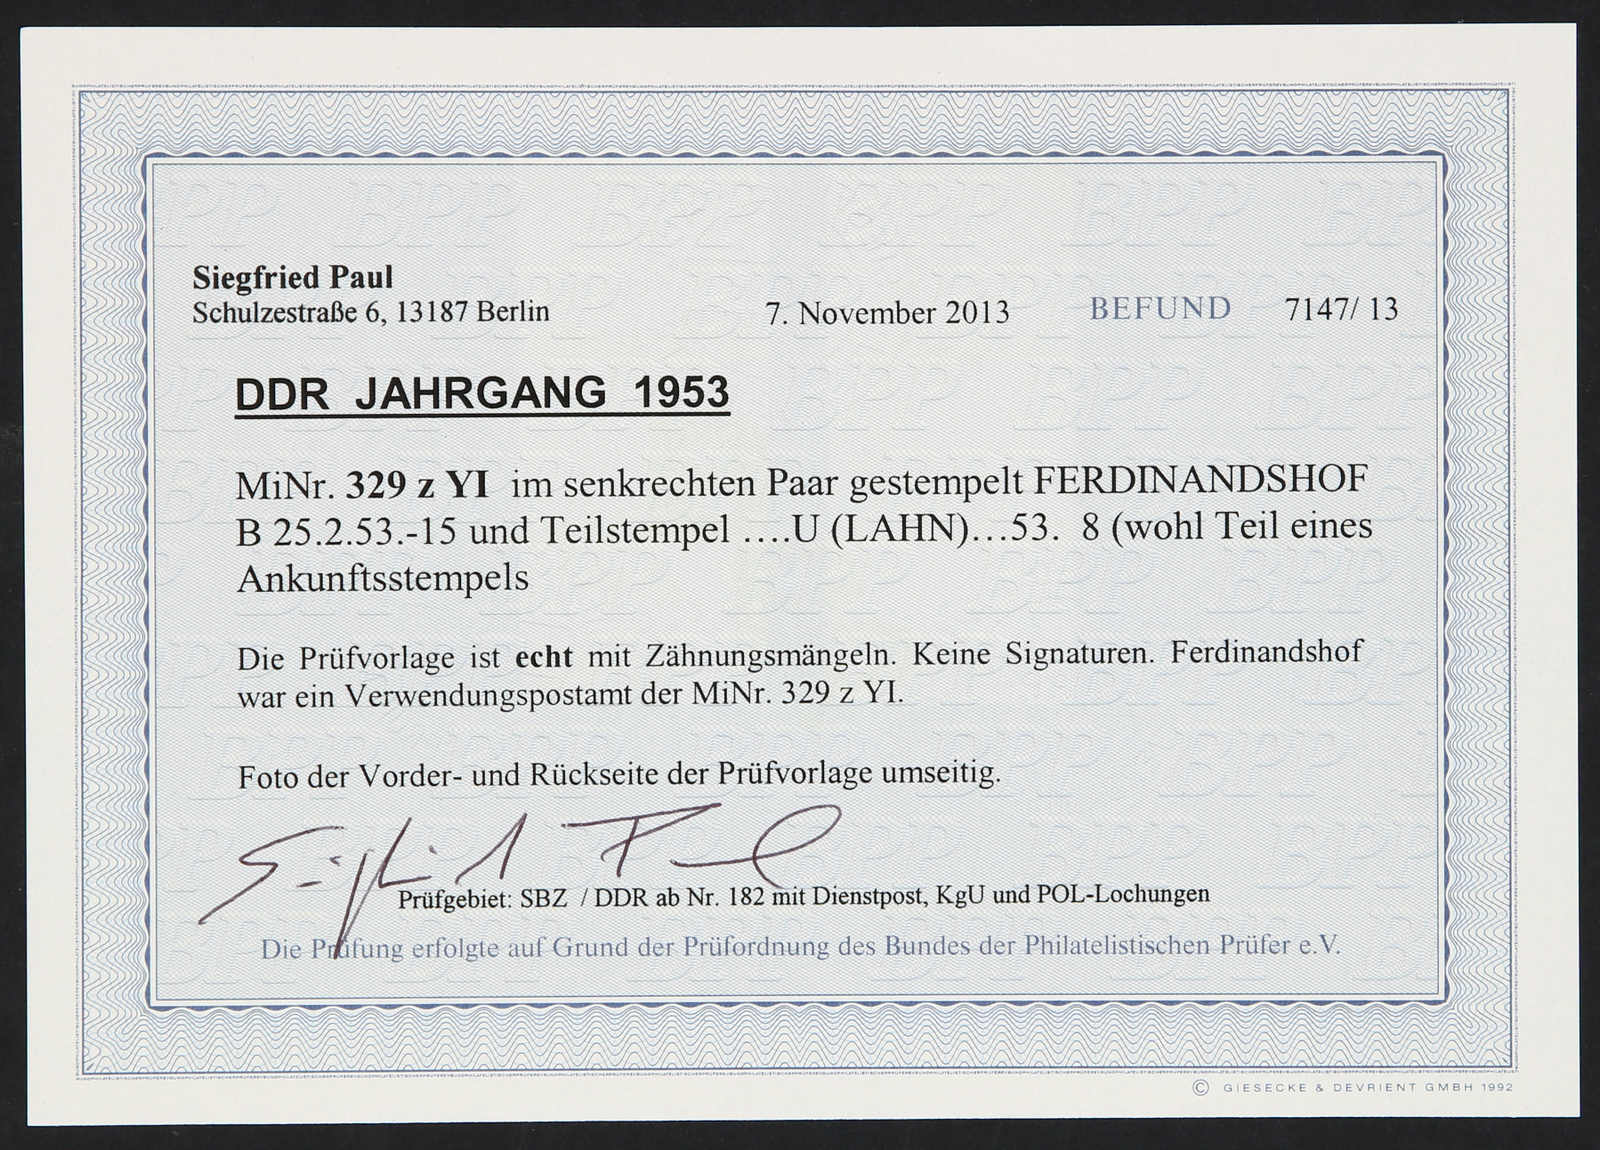 Siegfried Paul
Schulzestraße 6, 13187 Berlin
7. November 2013 BEFUND 7147/ 13
DDR JAHRGANG 1953
MiNr. 329 z YI im senkrechten Paar gestempelt FERDINANDSHOF
B 25.2.53.-15 und Teilstempel ....U (LAHN)...53. 8 (wohl Teil eines
Ankunftsstempels
Die Prüfvorlage ist echt mit Zähnungsmängeln. Keine Signaturen. Ferdinandshof
war ein Verwendungspostamt der MiNr. 329 z YI.
Foto der Vorder- und Rückseite der Prüfvorlage umseitig.
Siegfried Paul
Prüfgebiet: SBZ / DDR ab Nr. 182 mit Dienstpost, KgU und POL-Lochungen
Die Prüfung erfolgte auf Grund der Prüfordnung des Bundes der Philatelistischen Prüfer e.V.
© GIESECKE & DEVRIENT GMBH 1992